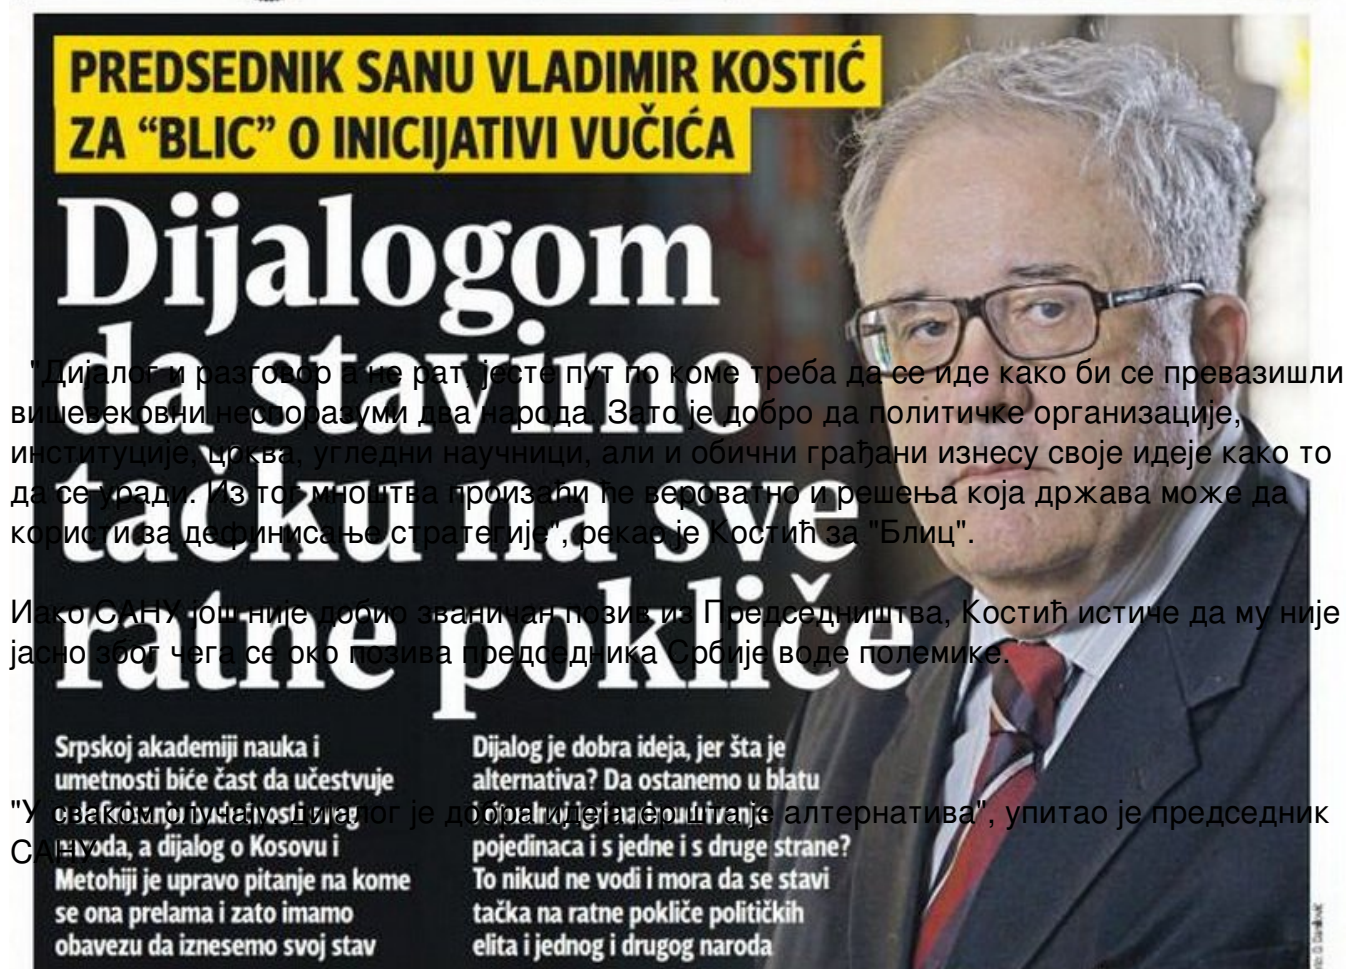 PREDSEDNIK SANU VLADIMIR KOSTIĆ
ZA “BLIC” O INICIJATIVI VUČIĆA
Dijalogom
da stavimo
tačku na sve
ratne pokliče
"Дијалог и разговор а не рат, јесте пут по коме треба да се иде како би се превазишли
вишевековни неспоразуми два народа. Зато је добро да политичке организације,
институције, црква, угледни научници, али и обични грађани изнесу своје идеје како то
да се уради. Из тог мноштва произаћи ће вероватно и решења која држава може да
користи за дефинисање стратегије", рекао је Костић за "Блиц".
Иако САНУ још није добио званичан позив из Председништва, Костић истиче да му није
јасно због чега се око позива председника Србије воде полемике.
"У сваком случају, дијалог је добра идеја јер шта је алтернатива", упитао је председник
САНУ.
Srpskoj akademiji nauka i
umetnosti biće čast da učestvuje
u budućnosti svog
naroda, a dijalog o Kosovu i
Metohiji je upravo pitanje na kome
se ona prelama i zato imamo
obavezu da iznesemo svoj stav
Dijalog je dobra ideja, jer šta je
alternativa? Da ostanemo u blatu
i
pojedinaca i s jedne i s druge strane?
To nikud ne vodi i mora da se stavi
tačka na ratne pokliče političkih
elita i jednog i drugog naroda